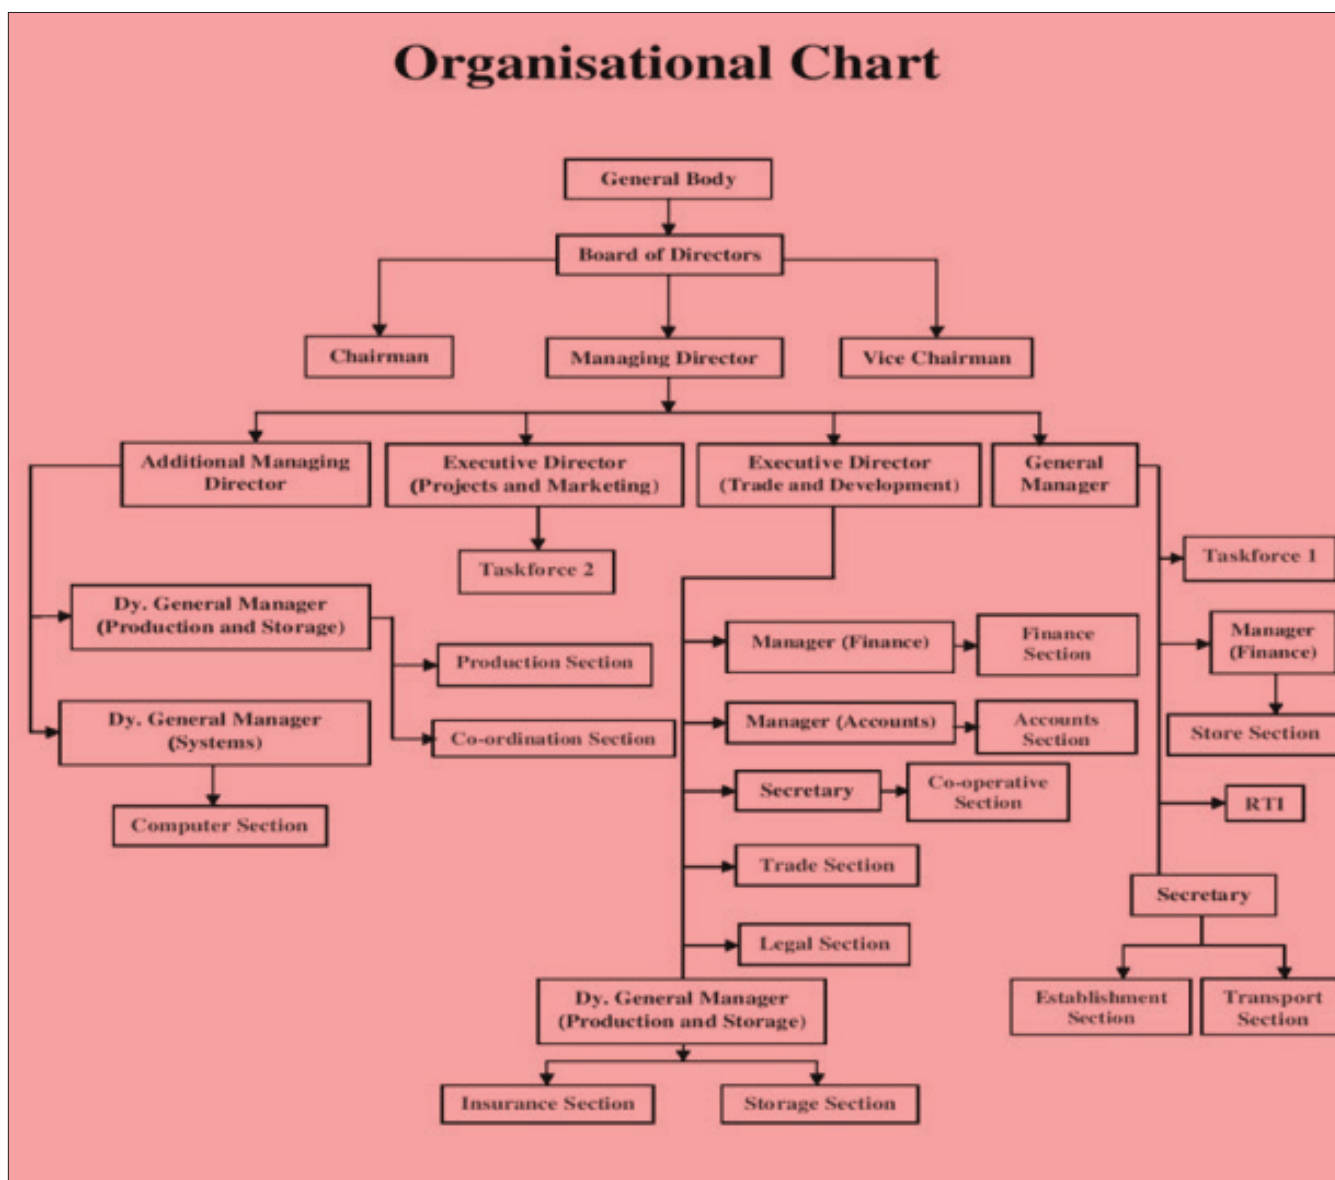 Organisational Chart
General Body
Board of Directors
Chairman
Managing Director
Vice Chairman
Additional Managing
Director
Executive Director
(Projects and Marketing)
Executive Director
(Trade and Development)
General
Manager
Taskforce 2
Taskforce 1
Dy. General Manager
(Production and Storage)
Manager (Finance)
Finance
Section
Manager
(Finance)
Production Section
Dy. General Manager
(Systems)
Co-ordination Section
Manager (Accounts)
Accounts
Section
Store Section
Secretary
Co-operative
Section
RTI
Computer Section
Trade Section
Secretary
Legal Section
Dy. General Manager
(Production and Storage)
Establishment
Section
Transport
Section
Insurance Section
Storage Section